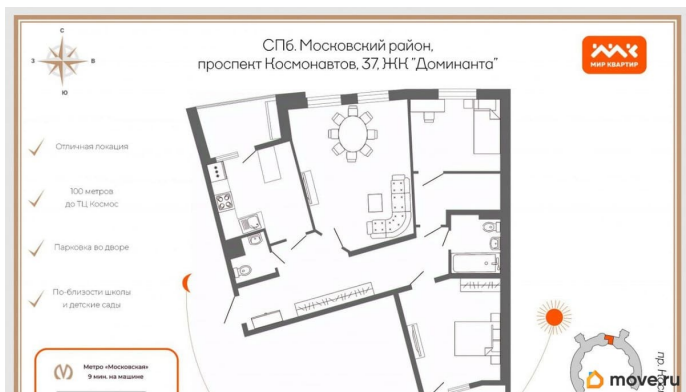 С
З
В
Ю
СПб. Московский район,
проспект Космонавтов, 37, ЖК "Доминанта"
МИР КВАРТИР
Отличная локация
100 метров
до ТЦ Космос
Парковка во дворе
По-близости школы
и детские сады
Метро «Московская»
9 мин. на машине
move.ru